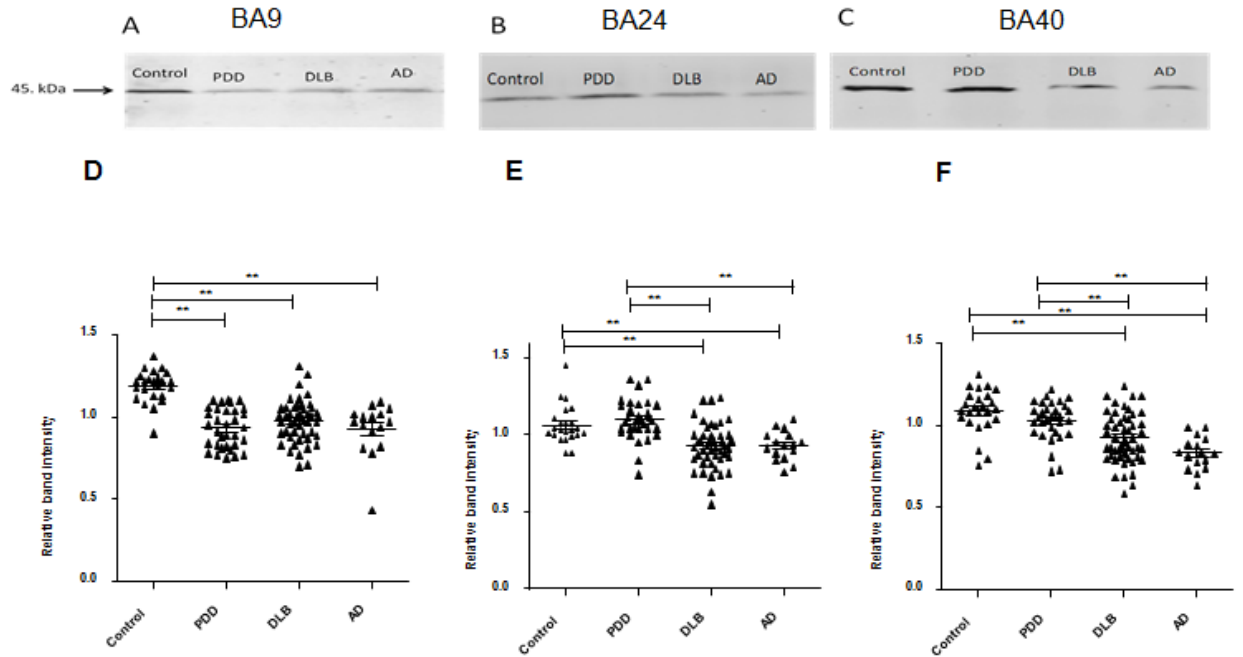 A BA9 B BA24 C BA40
Control PDD DLB AD
Control PDD DLB AD
Control PDD DLB AD
45. kDa
D E F
**
**
**
1.5
1.0
0.5
0.0
Relative band intensity
Control PDD DLB AD
**
**
**
**
1.5
1.0
0.5
0.0
Relative band intensity
Control PDD DLB AD
**
**
**
**
1.5
1.0
0.5
0.0
Relative band intensity
Control PDD DLB AD